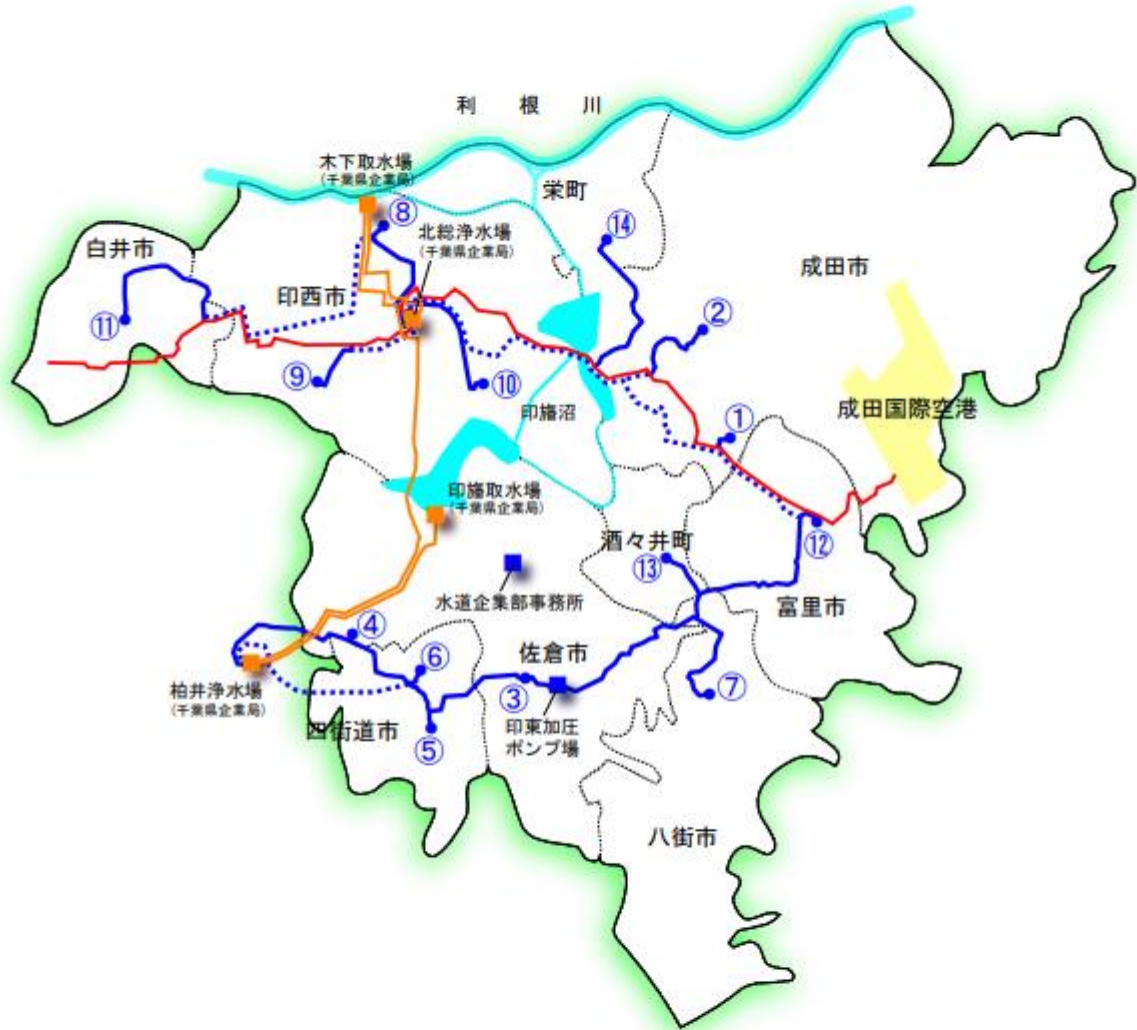 利根川
木下取水場
(千葉県企業局)
栄町
⑧
⑭
北総浄水場
(千葉県企業局)
白井市
成田市
印西市
⑪
②
⑨
⑩
成田国際空港
印旛沼
①
印旛取水場
(千葉県企業局)
⑫
酒々井町
⑬
水道企業部事務所
富里市
④
佐倉市
⑥
柏井浄水場
(千葉県企業局)
③
⑦
四街道市
⑤
印東加圧
ポンプ場
八街市